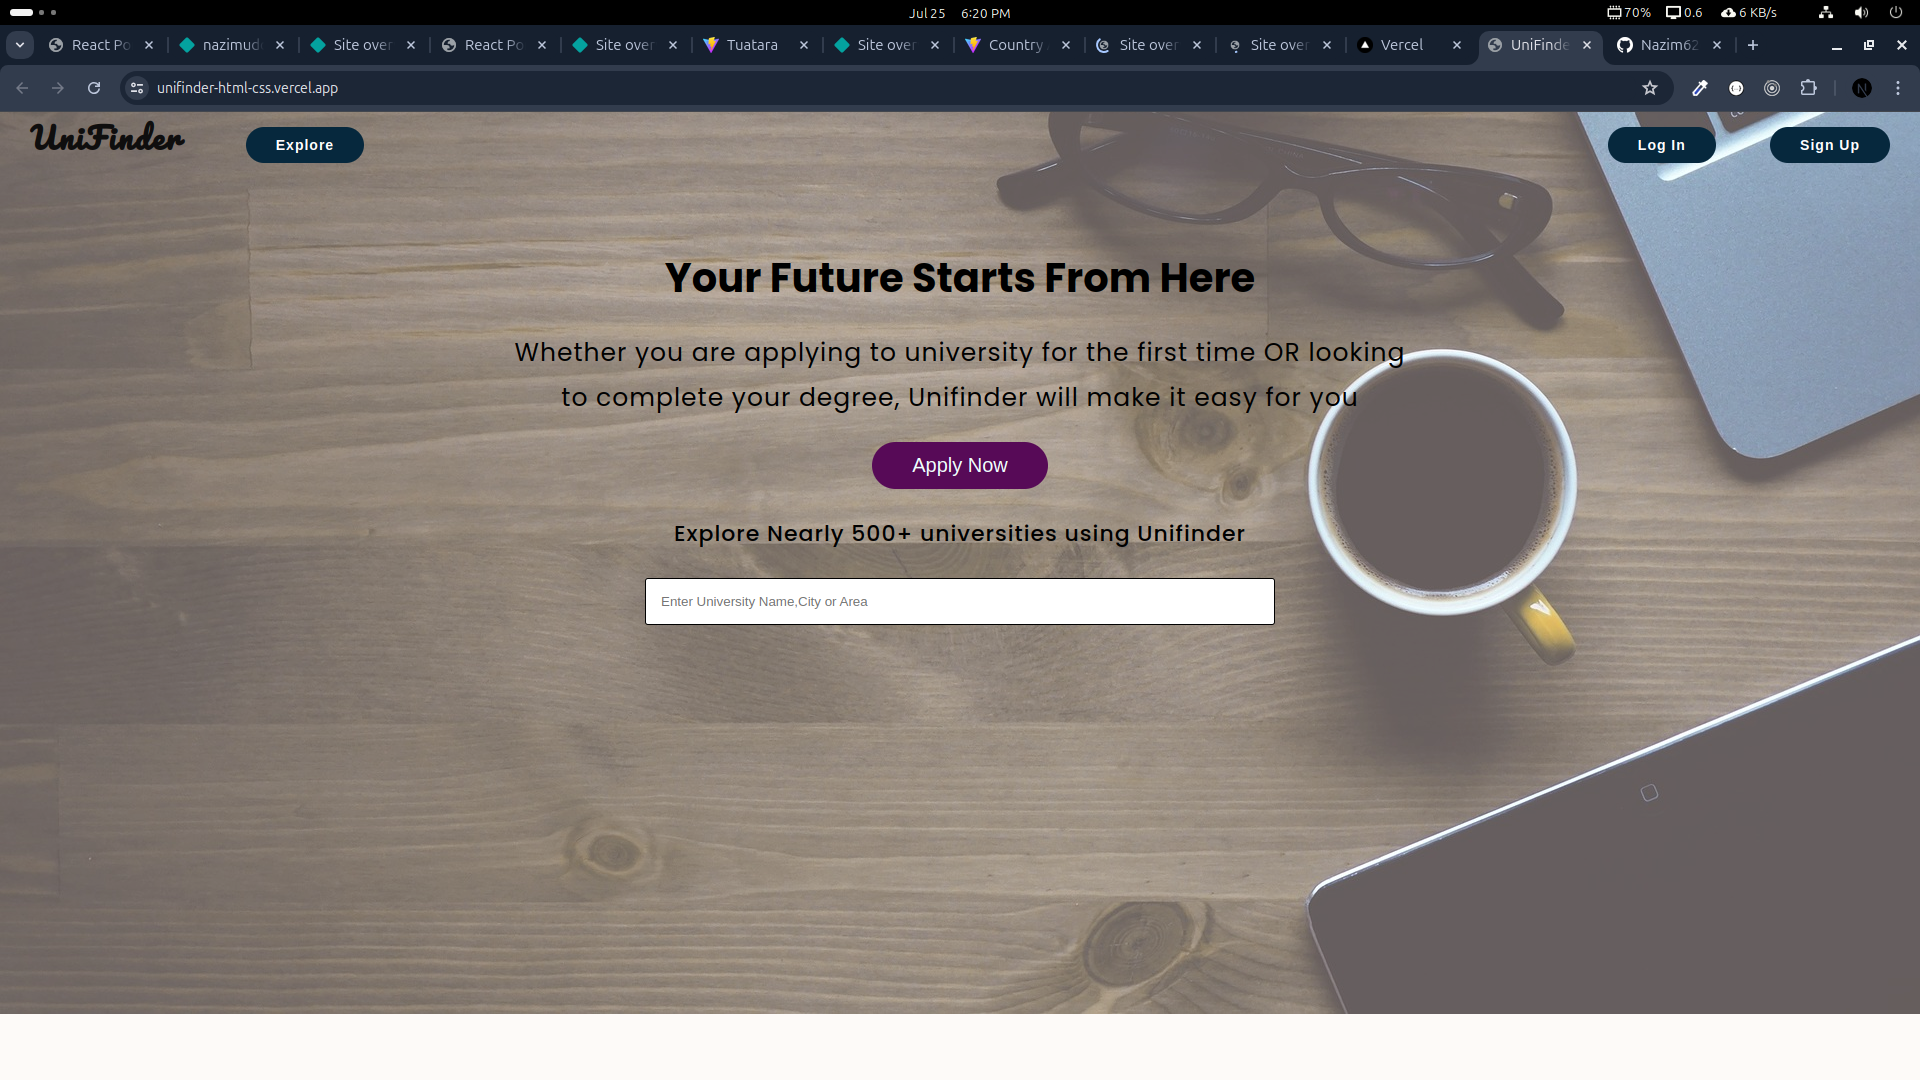 Jul 25 6:20 PM
70% 0.6 6 KB/s
React Po nazimud Site over React Po Site over Tuatara Site over Country Site over Site over Vercel UniFinde Nazim62
unifinder-html-css.vercel.app
N
UniFinder Explore Log In Sign Up
Your Future Starts From Here
Whether you are applying to university for the first time OR looking
to complete your degree, Unifinder will make it easy for you
Apply Now
Explore Nearly 500+ universities using Unifinder
Enter University Name,City or Area